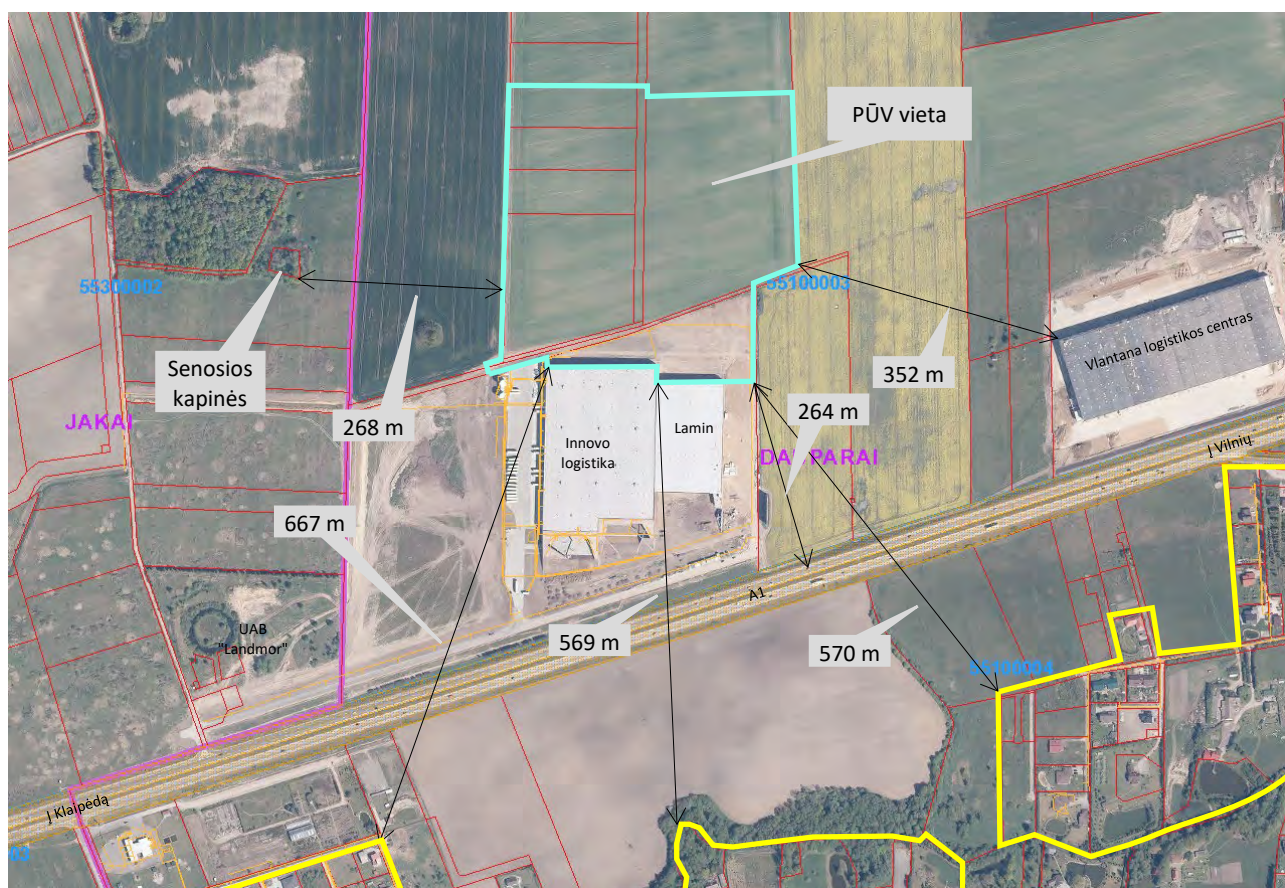 PŪV vieta
55300002
55100003
Vlantana logistikos centras
Senosios
kapinės
352 m
268 m
264 m
JAKAI
Innovo
logistika
Lamin
Į Vilnių
667 m
A1
UAB
"Landmor"
569 m
570 m
55100004
Į Klaipėdą